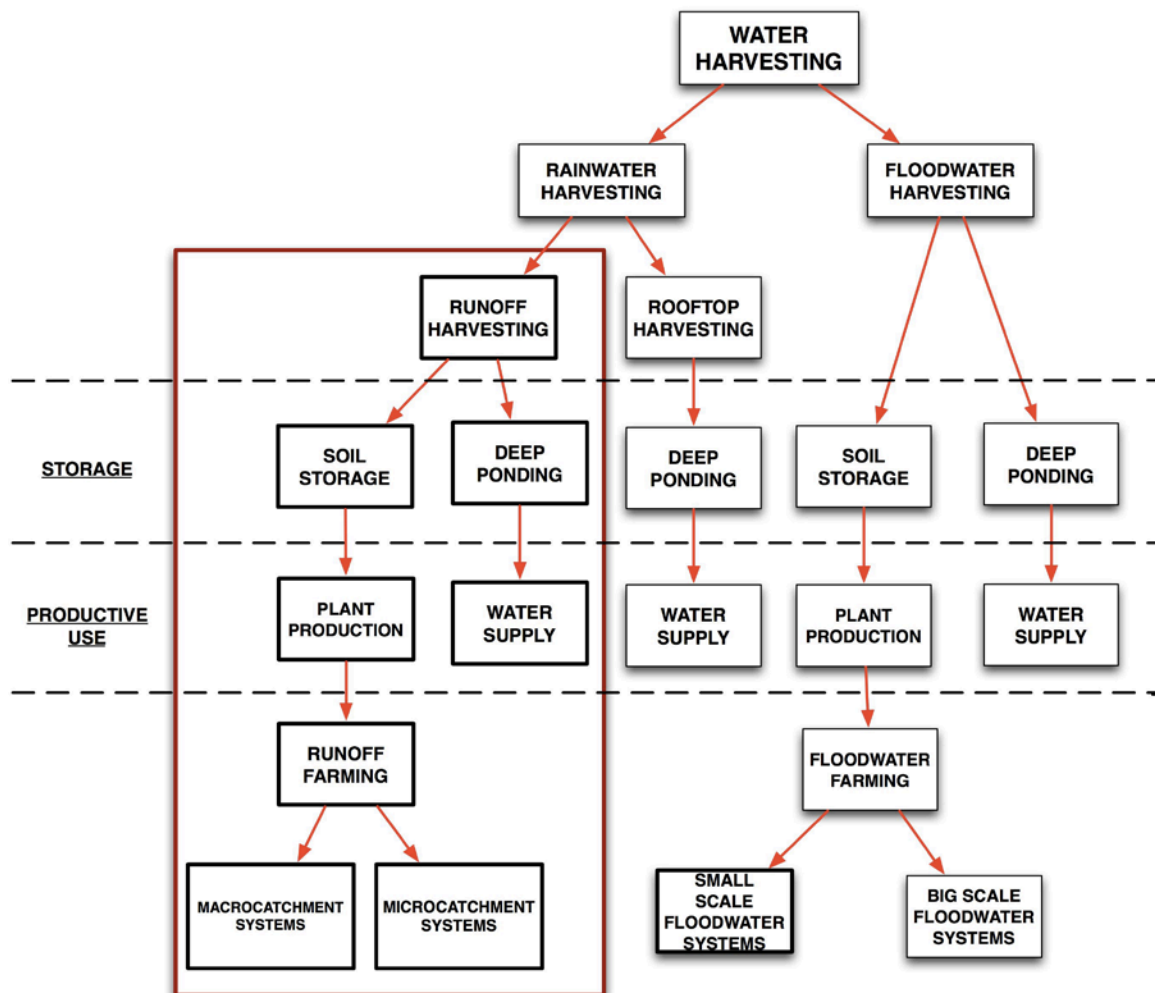 WATER
HARVESTING
RAINWATER
HARVESTING
FLOODWATER
HARVESTING
RUNOFF
HARVESTING
ROOFTOP
HARVESTING
STORAGE
SOIL
STORAGE
DEEP
PONDING
DEEP
PONDING
SOIL
STORAGE
DEEP
PONDING
PRODUCTIVE
USE
PLANT
PRODUCTION
WATER
SUPPLY
WATER
SUPPLY
PLANT
PRODUCTION
WATER
SUPPLY
RUNOFF
FARMING
FLOODWATER
FARMING
MACROCATCHMENT
SYSTEMS
MICROCATCHMENT
SYSTEMS
SMALL
SCALE
FLOODWATER
SYSTEMS
BIG SCALE
FLOODWATER
SYSTEMS